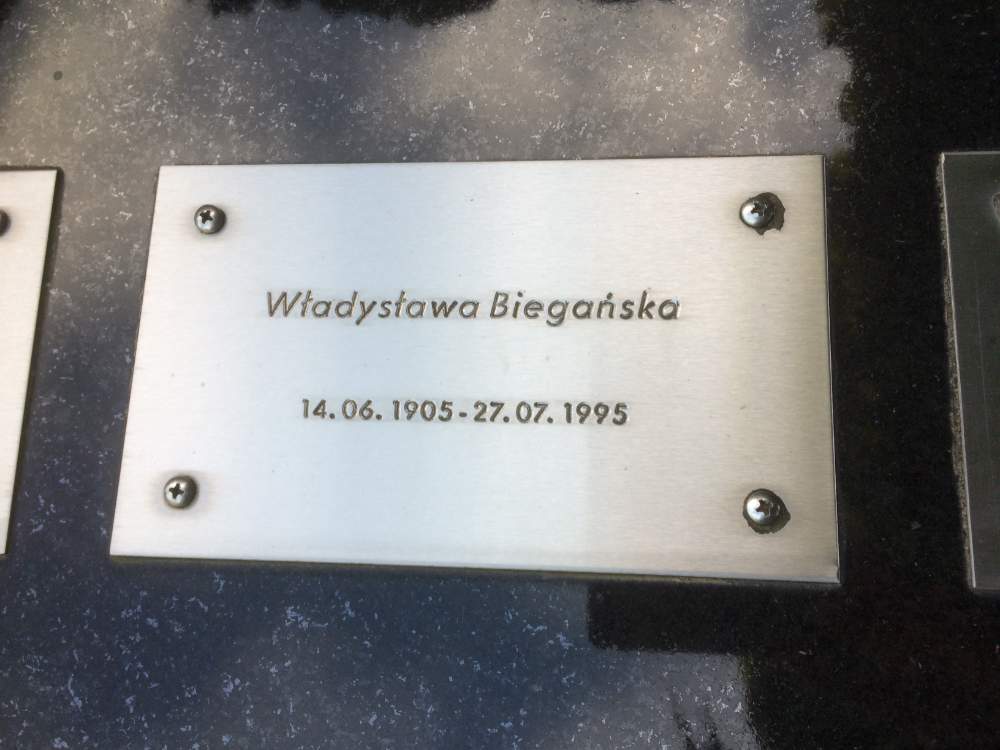 Władysława Biegańska
14. 06. 1905 - 27. 07. 1995